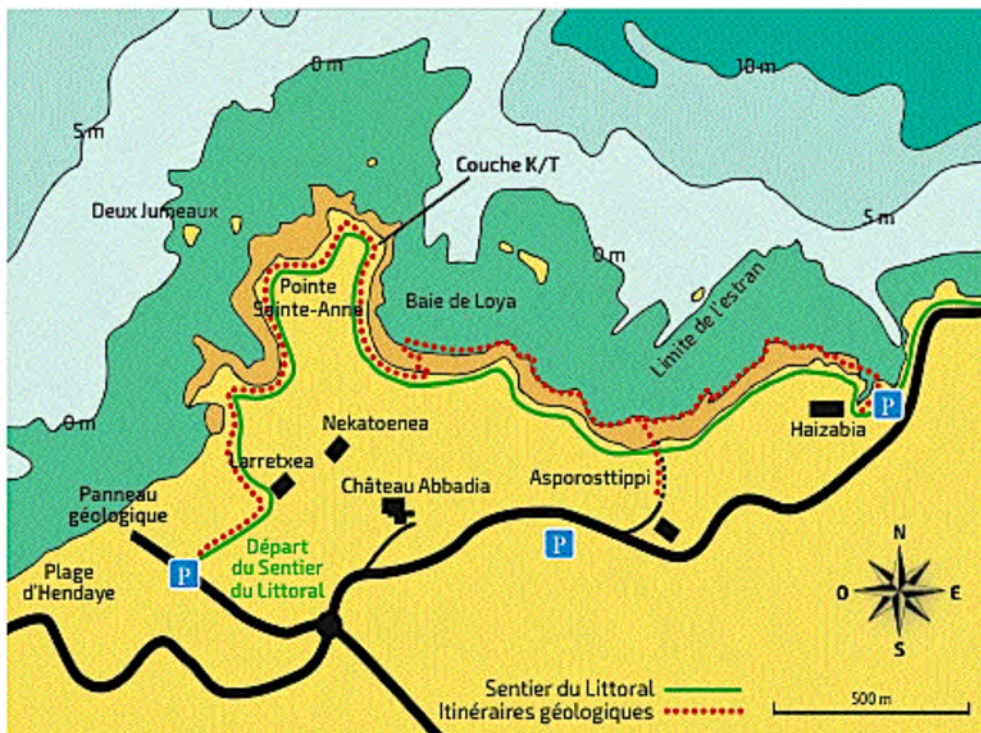 0 m
10 m
5 m
Couche K/T
Deux Jumeaux
5 m
0 m
Pointe
Sainte-Anne
Baie de Loya
Limite de l'estran
0 m
Nekatoenea
Haizabia
P
Larretxea
Château Abbadia
Asporosttippi
Panneau
géologique
P
P
Départ
du Sentier
du Littoral
Plage
d'Hendaye
N
O
E
S
Sentier du Littoral
Itinéraires géologiques
500 m